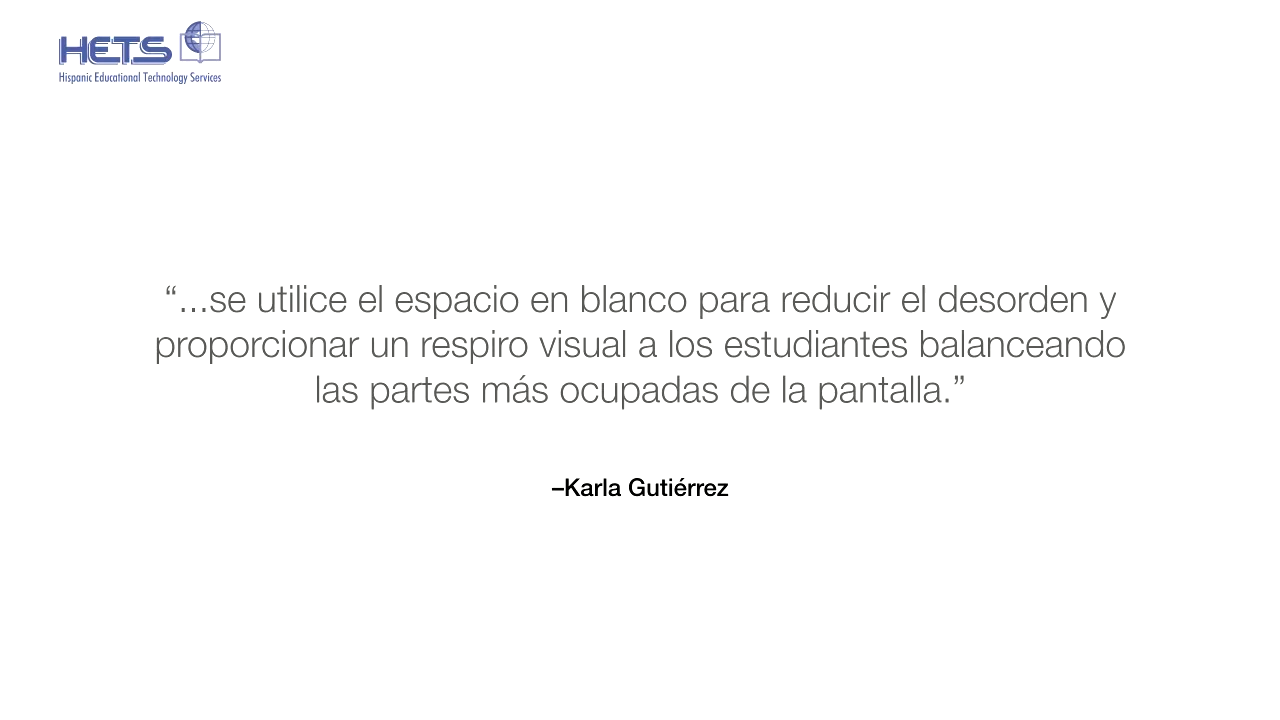 HETS
Hispanic Educational Technology Services
“...se utilice el espacio en blanco para reducir el desorden y
proporcionar un respiro visual a los estudiantes balanceando
las partes más ocupadas de la pantalla.”
–Karla Gutiérrez